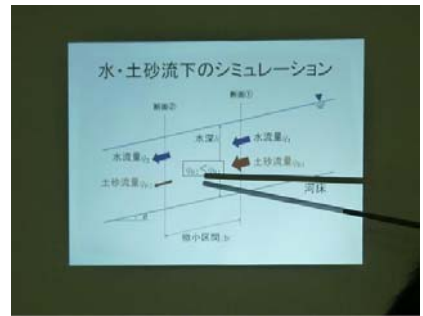 水・土砂流下のシミュレーション
断面②
断面①
水深
水流量
水流量
土砂流量
土砂流量
河床
微小区間